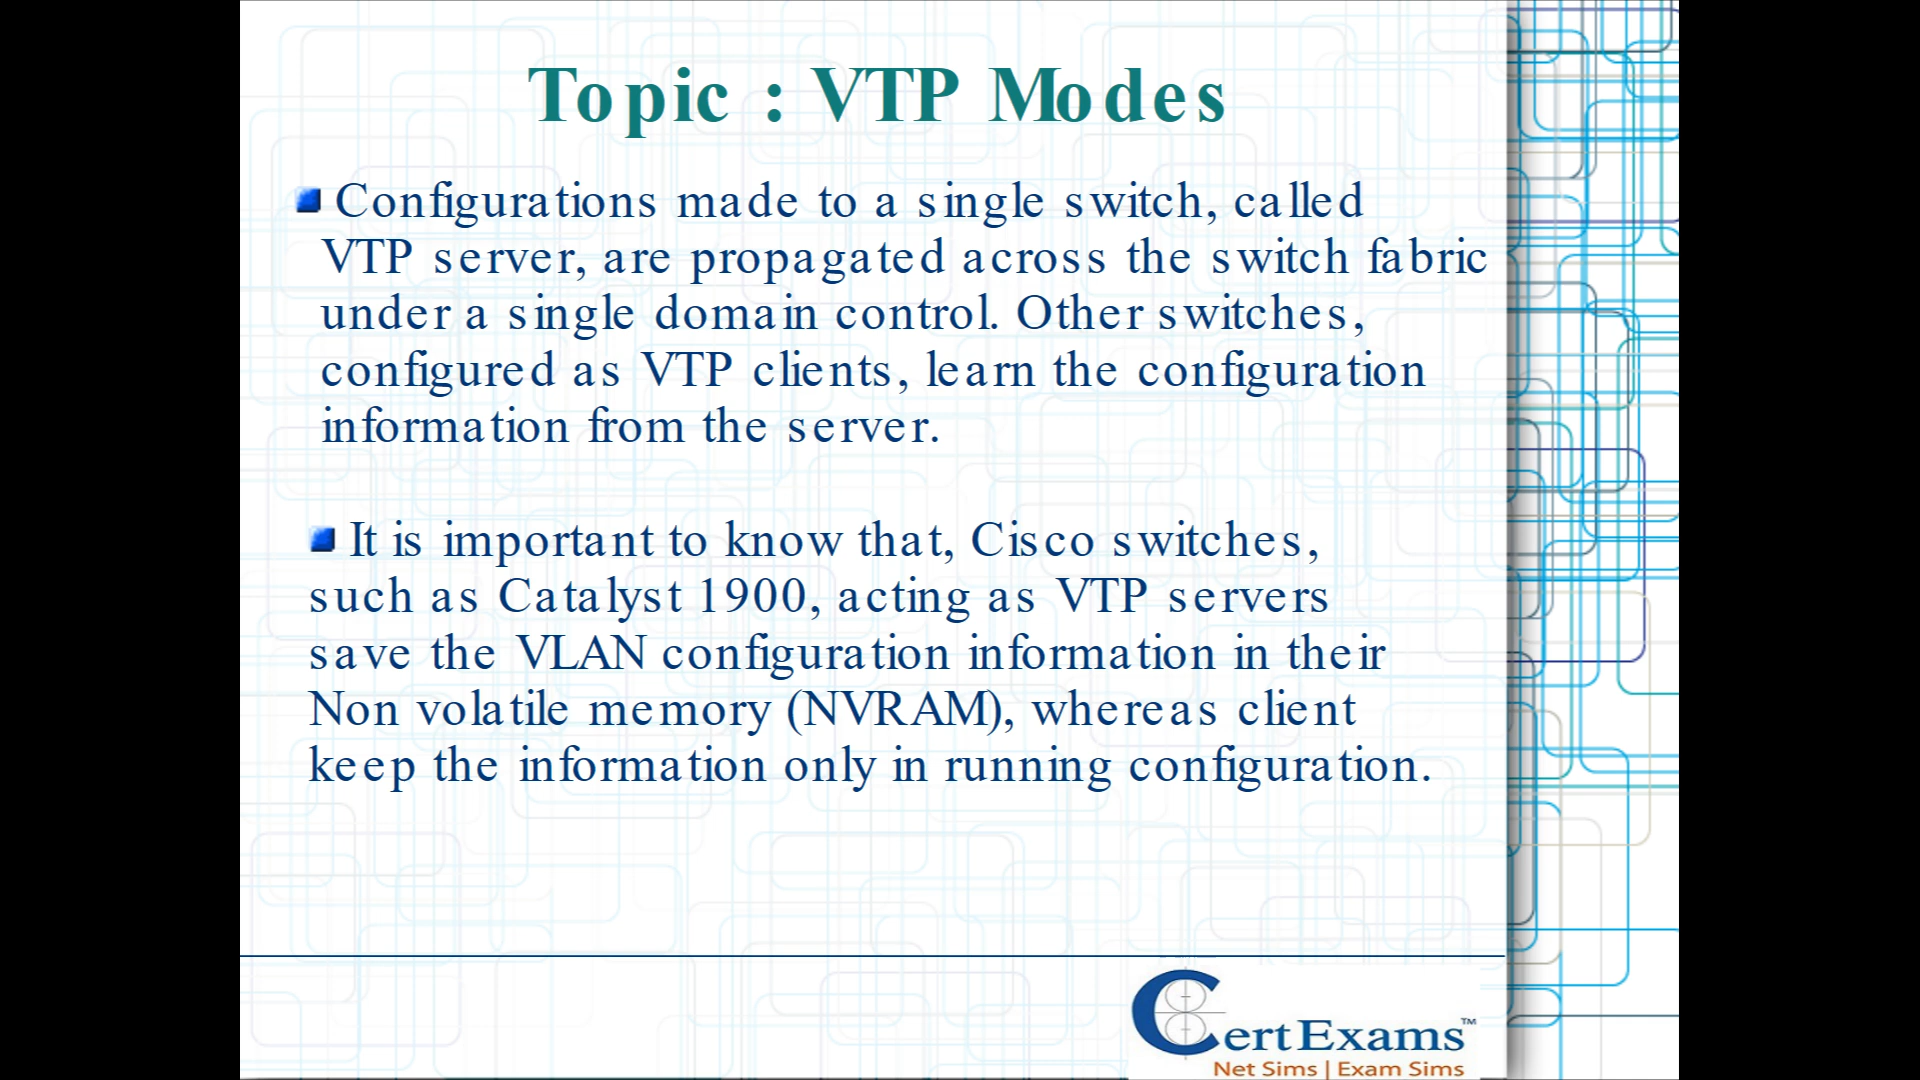 Topic : VTP Modes
Configurations made to a single switch, called
VTP server, are propagated across the switch fabric
under a single domain control. Other switches,
configured as VTP clients, learn the configuration
information from the server.
It is important to know that, Cisco switches,
such as Catalyst 1900, acting as VTP servers
save the VLAN configuration information in their
Non volatile memory (NVRAM), whereas client
keep the information only in running configuration.
CertExams™
Net Sims | Exam Sims